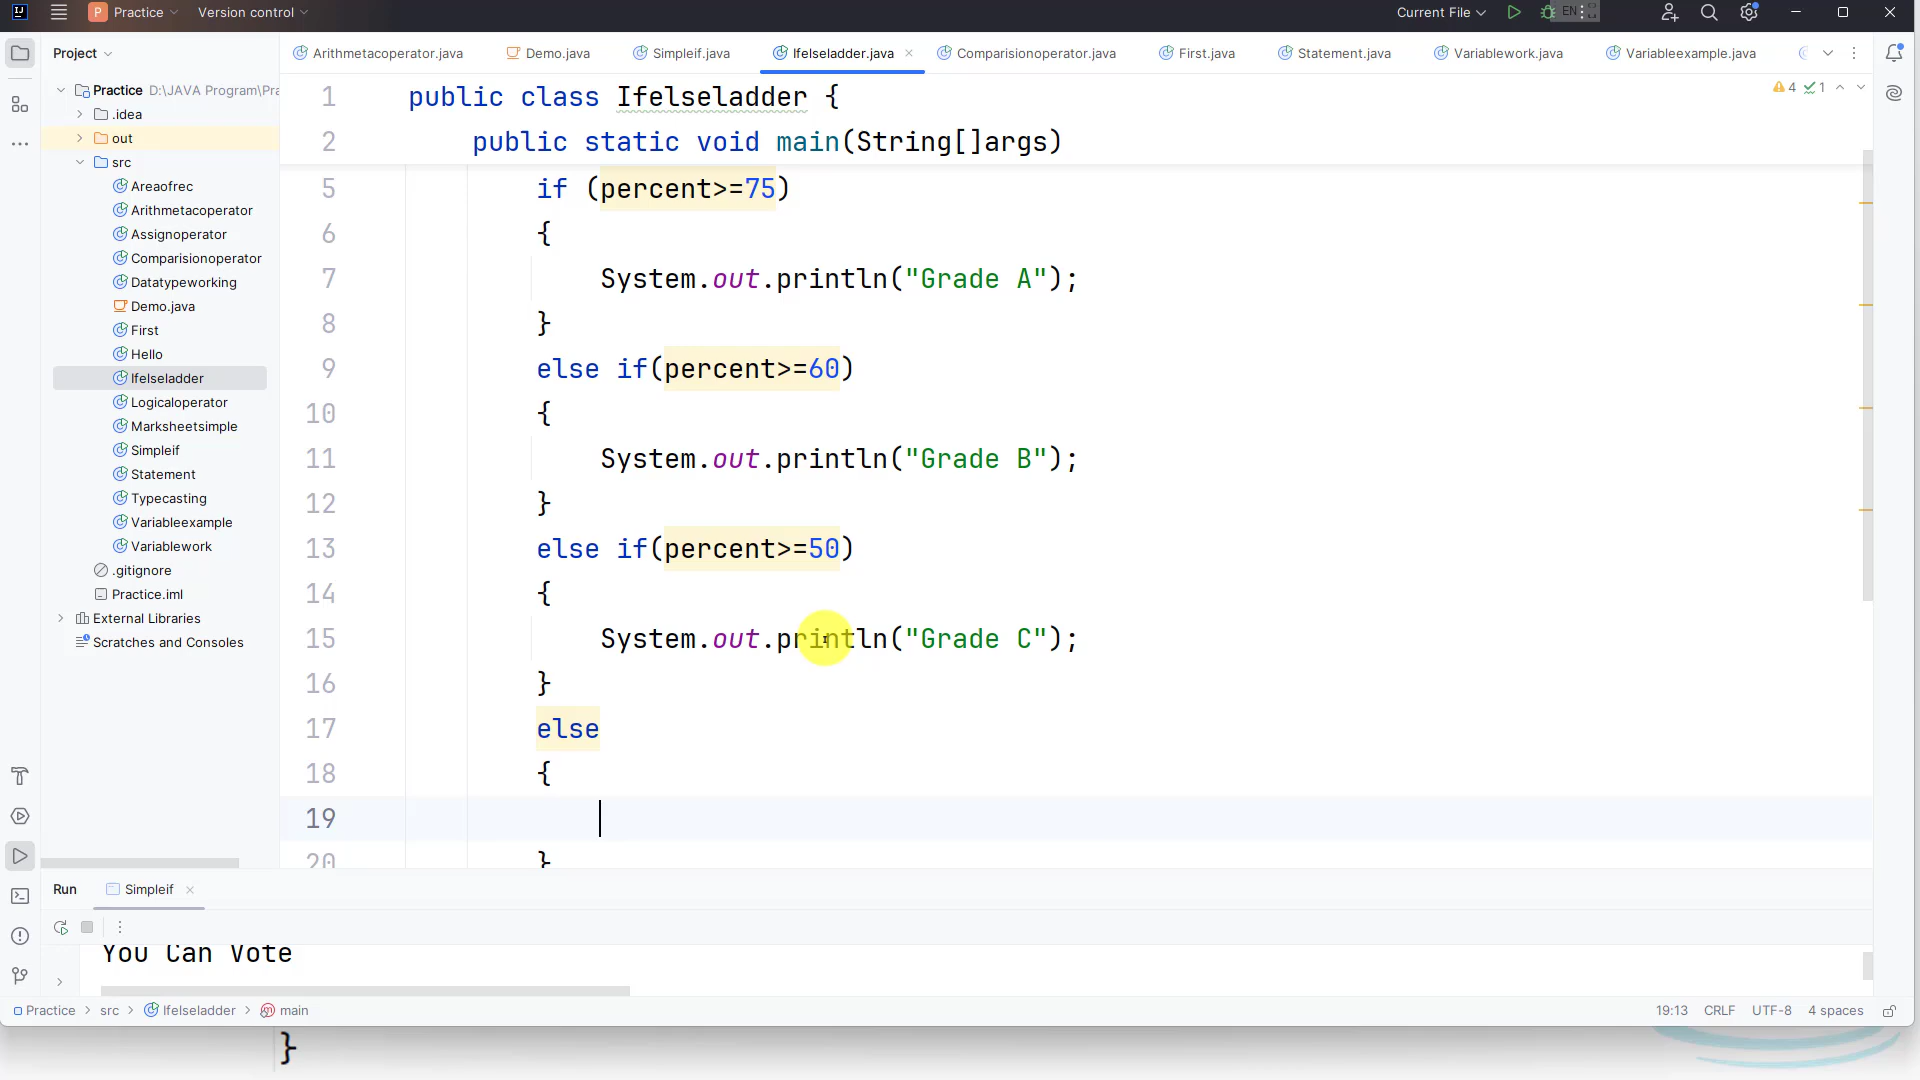 Practice
Version control
Current File
EN
Project
Arithmetacoperator.java
Demo.java
Simpleif.java
Ifelseladder.java
Comparisionoperator.java
First.java
Statement.java
Variablework.java
Variableexample.java
Practice D:\JAVA Program\Pra
.idea
out
src
Areaofrec
Arithmetacoperator
Assignoperator
Comparisionoperator
Datatypeworking
Demo.java
First
Hello
Ifelseladder
Logicaloperator
Marksheetsimple
Simpleif
Statement
Typecasting
Variableexample
Variablework
.gitignore
Practice.iml
External Libraries
Scratches and Consoles
4 1
1 public class Ifelseladder {
2 public static void main(String[]args)
5 if (percent>=75)
6 {
7 System.out.println("Grade A");
8 }
9 else if(percent>=60)
10 {
11 System.out.println("Grade B");
12 }
13 else if(percent>=50)
14 {
15 System.out.println("Grade C");
16 }
17 else
18 {
19
20 }
Run Simpleif
You Can Vote
Practice > src > Ifelseladder > main
19:13 CRLF UTF-8 4 spaces
}